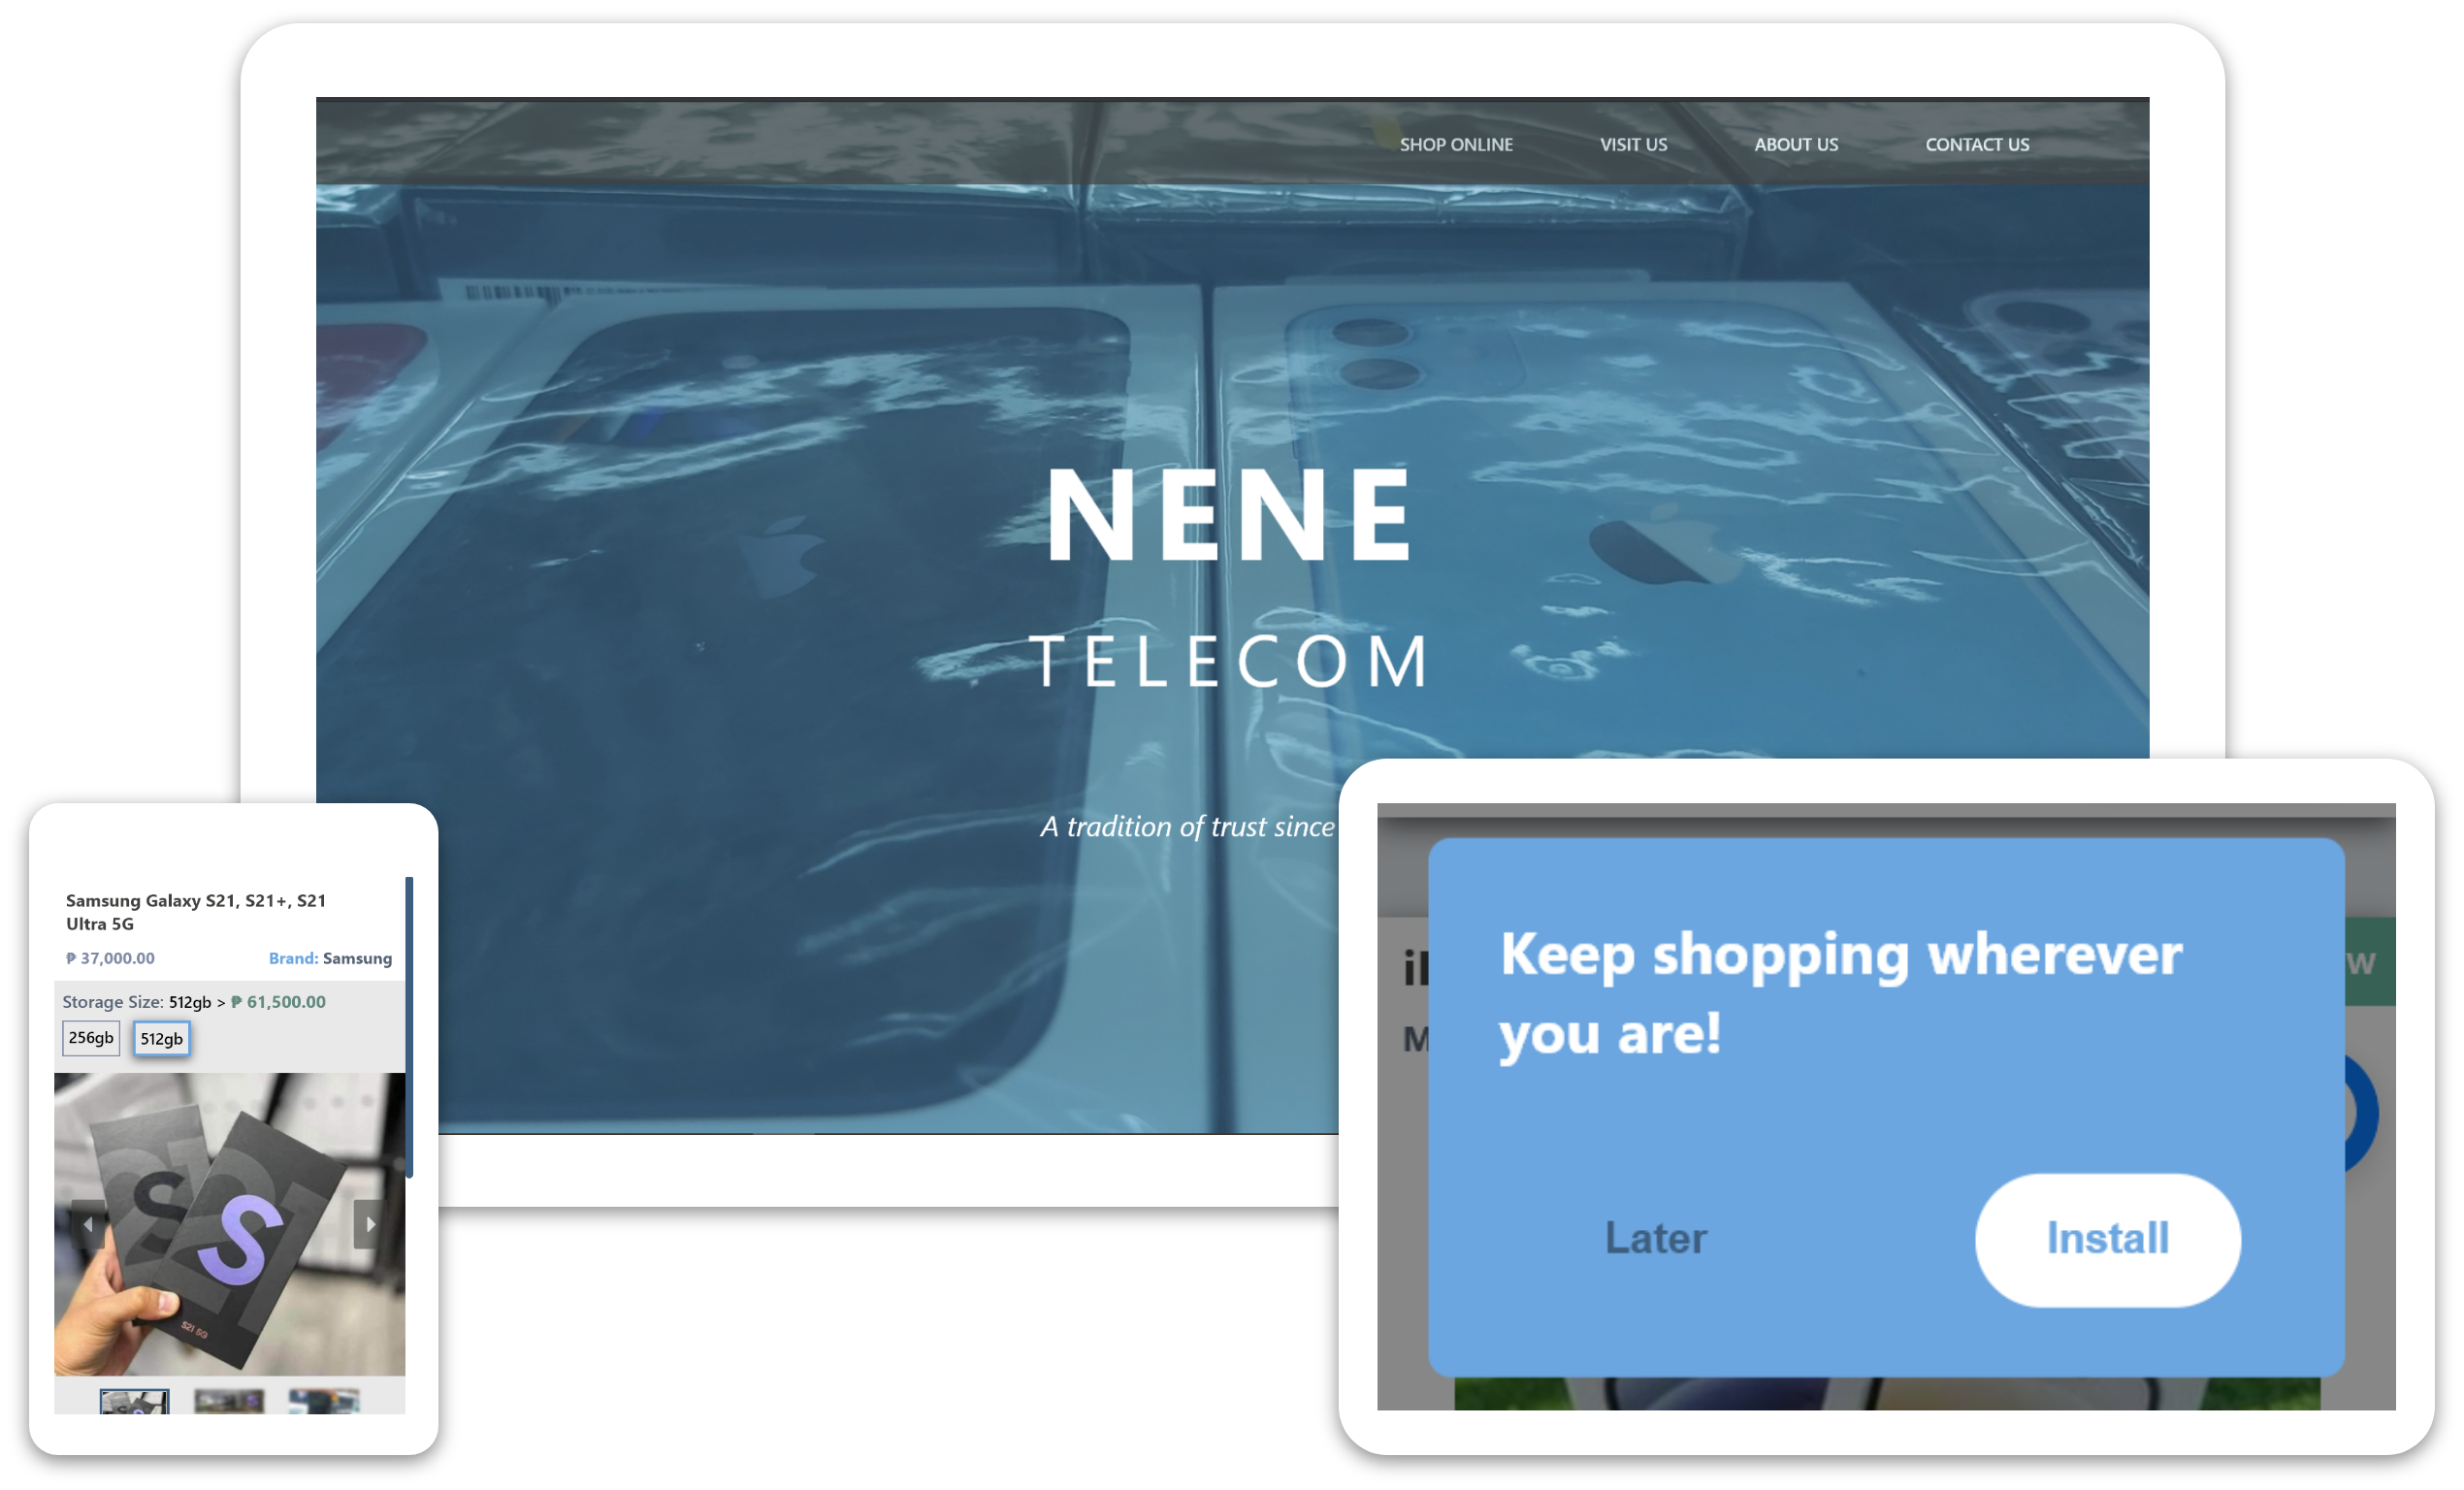 SHOP ONLINE VISIT US ABOUT US CONTACT US
NENE
TELECOM
A tradition of trust since
Samsung Galaxy S21, S21+, S21
Ultra 5G
₱ 37,000.00 Brand: Samsung
Storage Size: 512gb > ₱ 61,500.00
256gb 512gb
S
S
S21 5G
Keep shopping wherever
you are!
Later Install